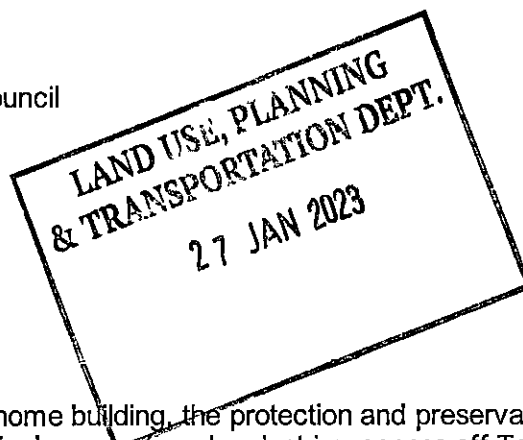 ouncil
LAND USE, PLANNING
& TRANSPORTATION DEPT.
27 JAN 2023
home building, the protection and preserva